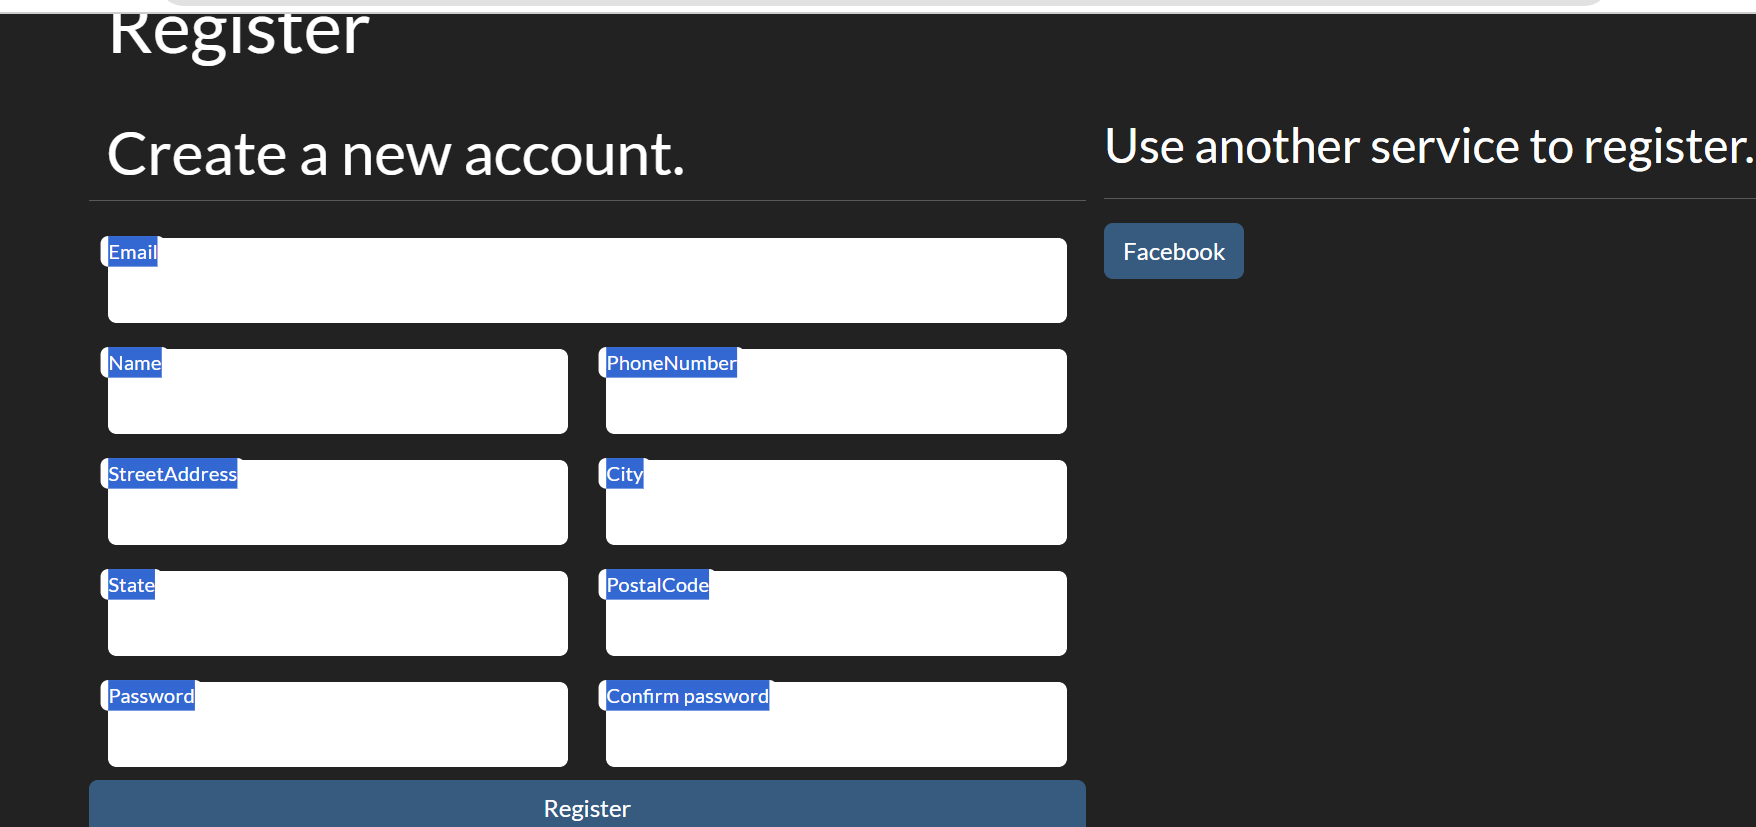 Register
Create a new account.
Use another service to register.
Email
Facebook
Name
PhoneNumber
StreetAddress
City
State
PostalCode
Password
Confirm password
Register